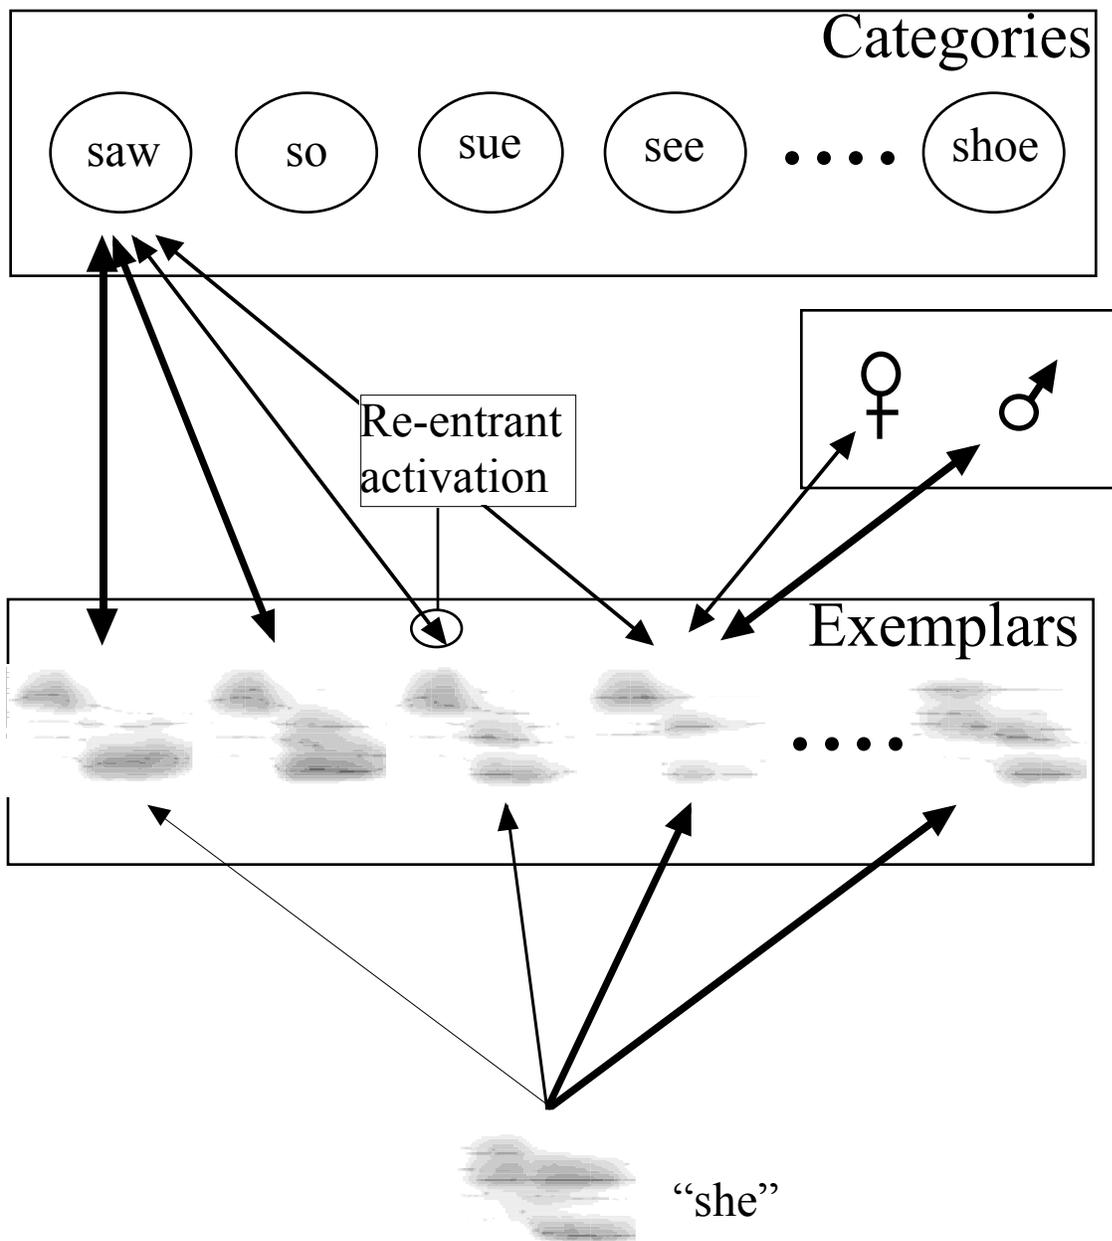 Categories
saw so sue see shoe
Re-entrant
activation
Exemplars
“she”